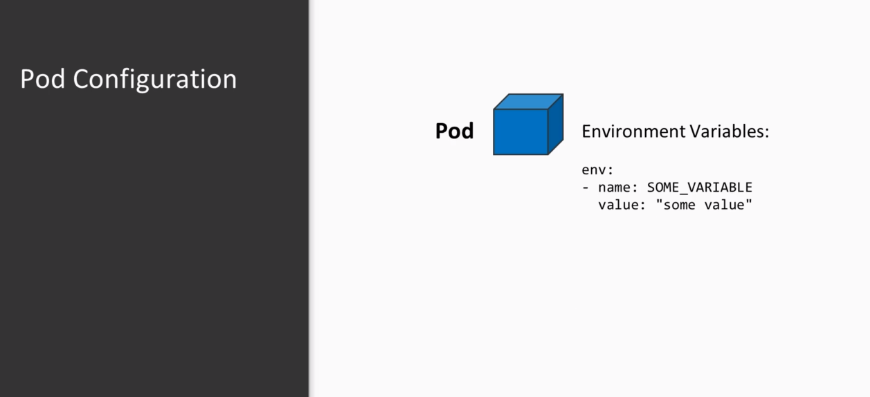 Pod Configuration
Pod
Environment Variables:
env:
- name: SOME_VARIABLE
  value: "some value"